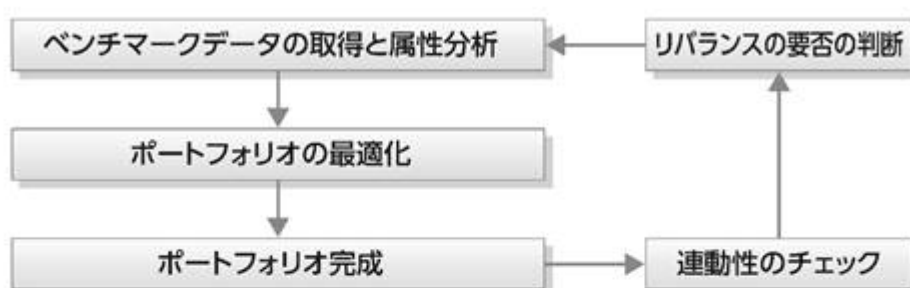 ベンチマークデータの取得と属性分析
リバランスの要否の判断
ポートフォリオの最適化
ポートフォリオ完成
連動性のチェック